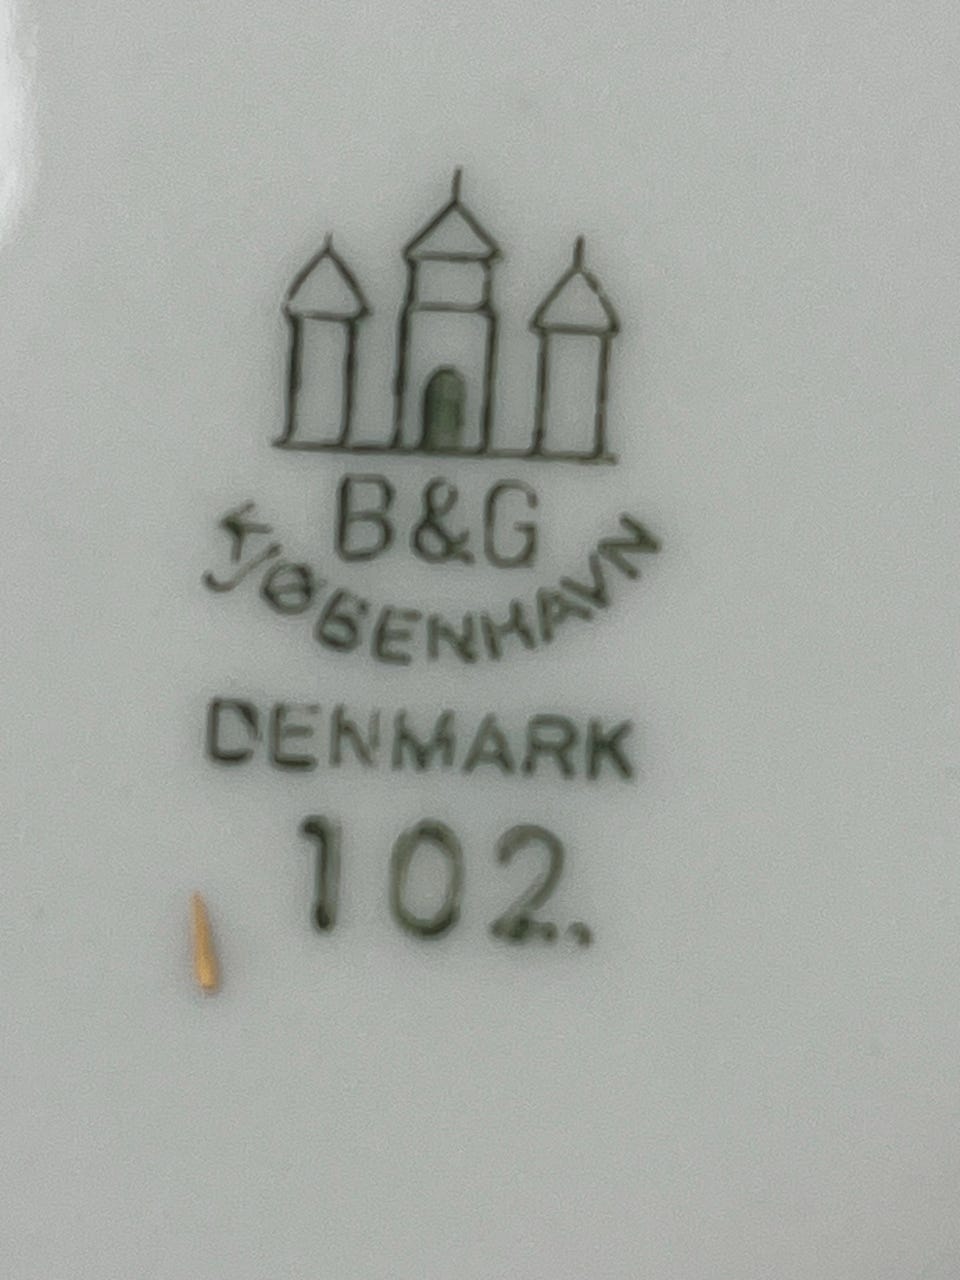 B&G
KJØBENHAVN
DENMARK
102.